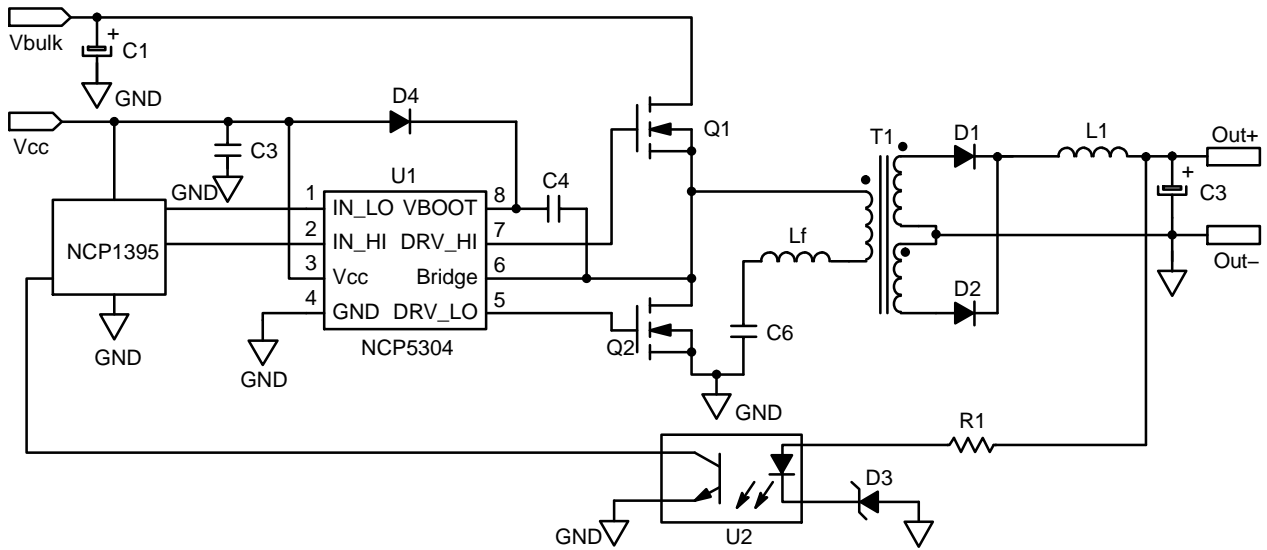 Vbulk
+
C1
GND
Vcc
D4
C3
GND
U1
1
IN_LO
VBOOT
8
C4
2
IN_HI
DRV_HI
7
3
Vcc
Bridge
6
4
GND
DRV_LO
5
NCP5304
NCP1395
GND
GND
Q1
Q2
Lf
C6
GND
T1
D1
D2
L1
Out+
+
C3
Out–
R1
D3
U2
GND